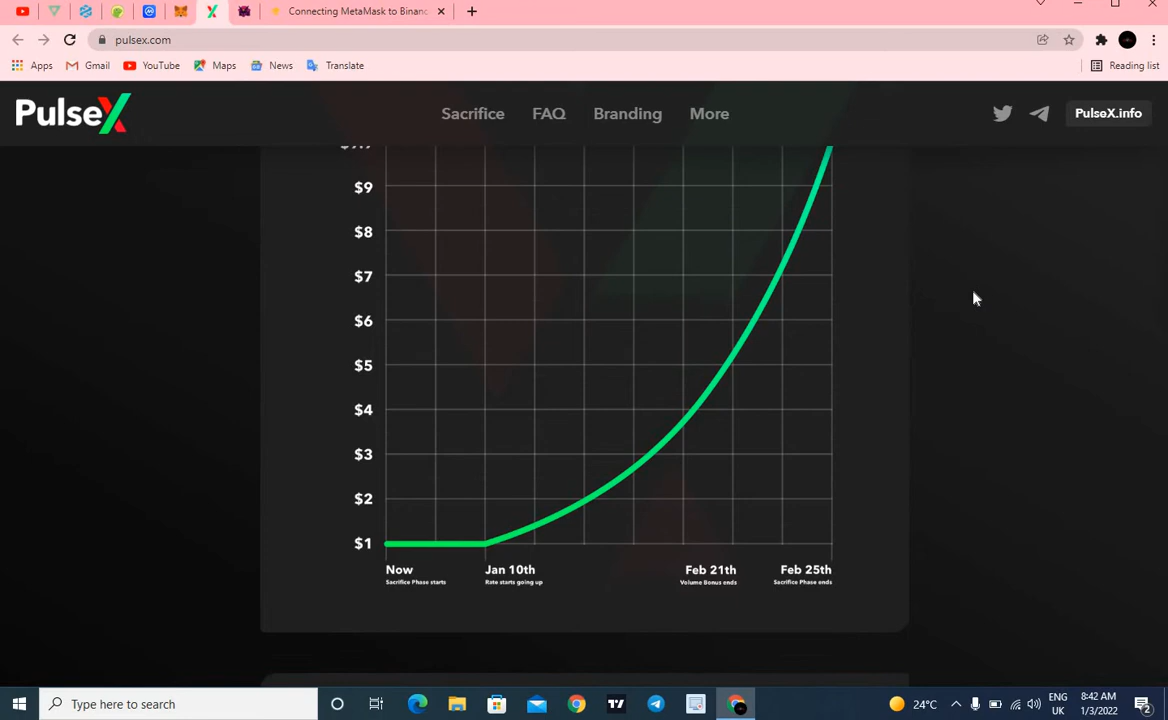 Connecting MetaMask to Binanc
pulsex.com
Apps Gmail YouTube Maps News Translate Reading list
PulseX Sacrifice FAQ Branding More PulseX.info
$9
$8
$7
$6
$5
$4
$3
$2
$1
Now Jan 10th Feb 21th Feb 25th
Sacrifice Phase starts Rate starts going up Volume Bonus ends Sacrifice Phase ends
Type here to search 24°C ENG UK 8:42 AM 1/3/2022 2